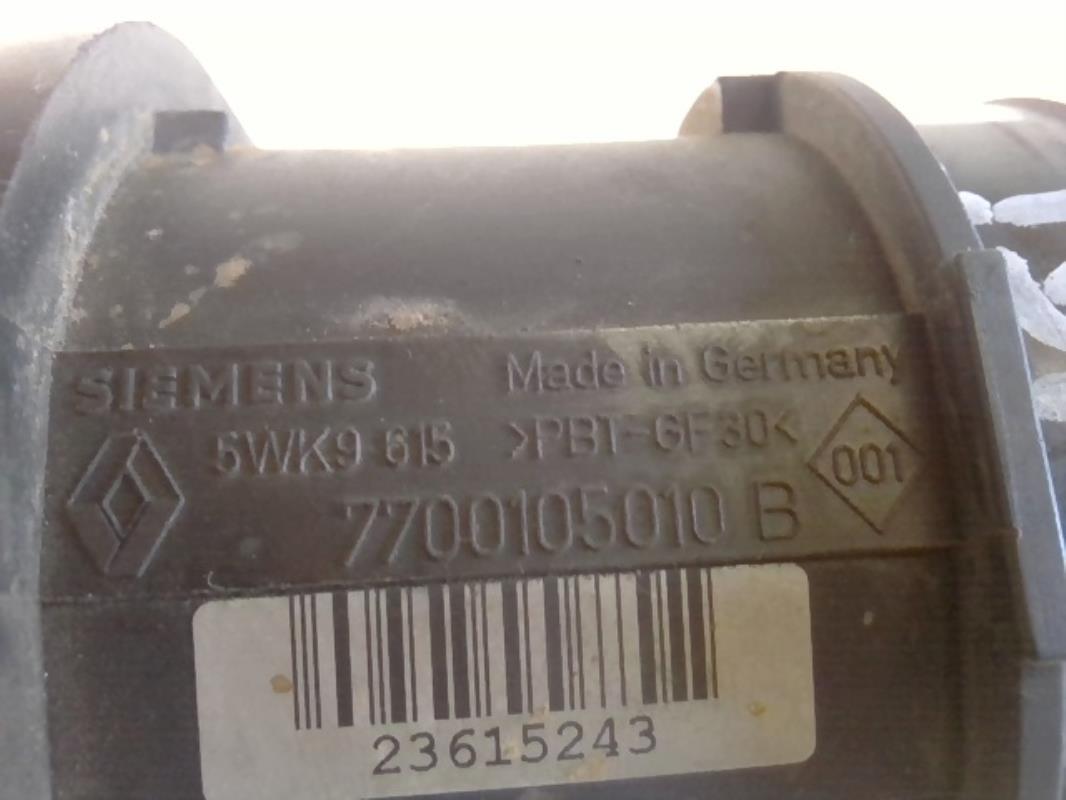 SIEMENS Made in Germany
5WK9 615 >PBT-GF30< 001
7700105010 B
23615243